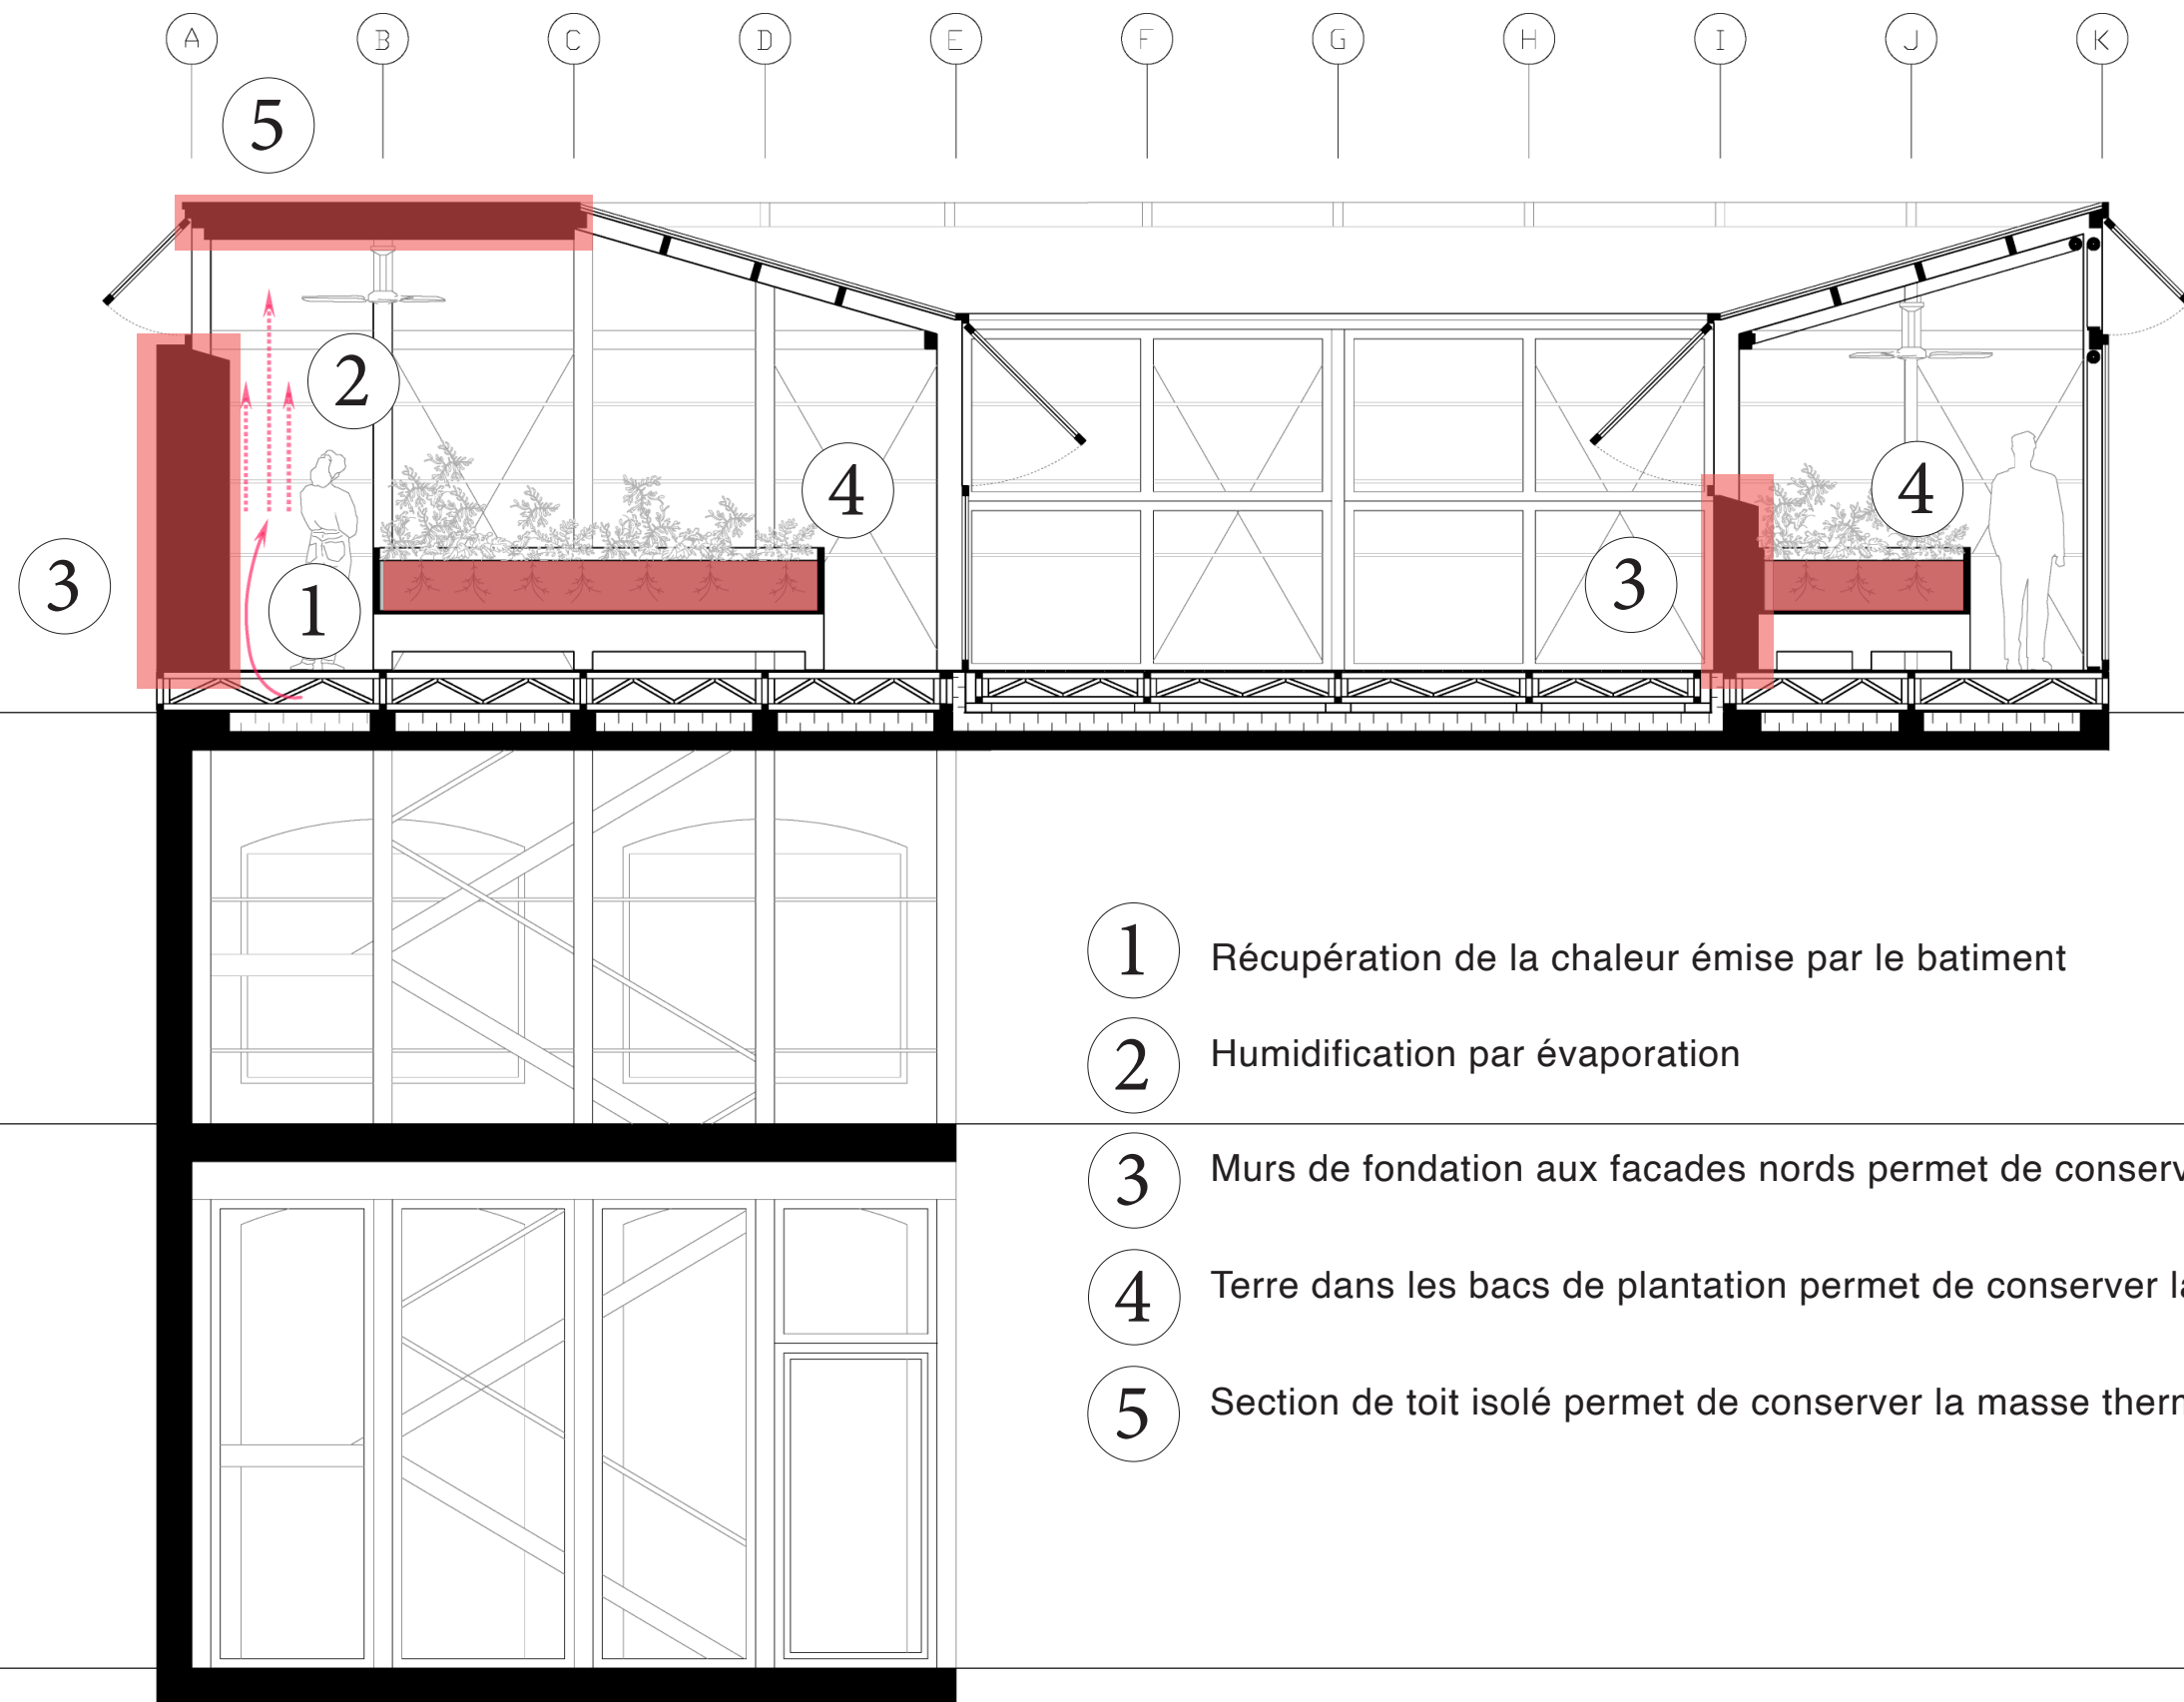 A B C D E F G H I J K
5
2
4
4
3
3
1
1 Récupération de la chaleur émise par le batiment
2 Humidification par évaporation
3 Murs de fondation aux facades nords permet de
4 Terre dans les bacs de plantation permet de conserver
5 Section de toit isolé permet de conserver la masse